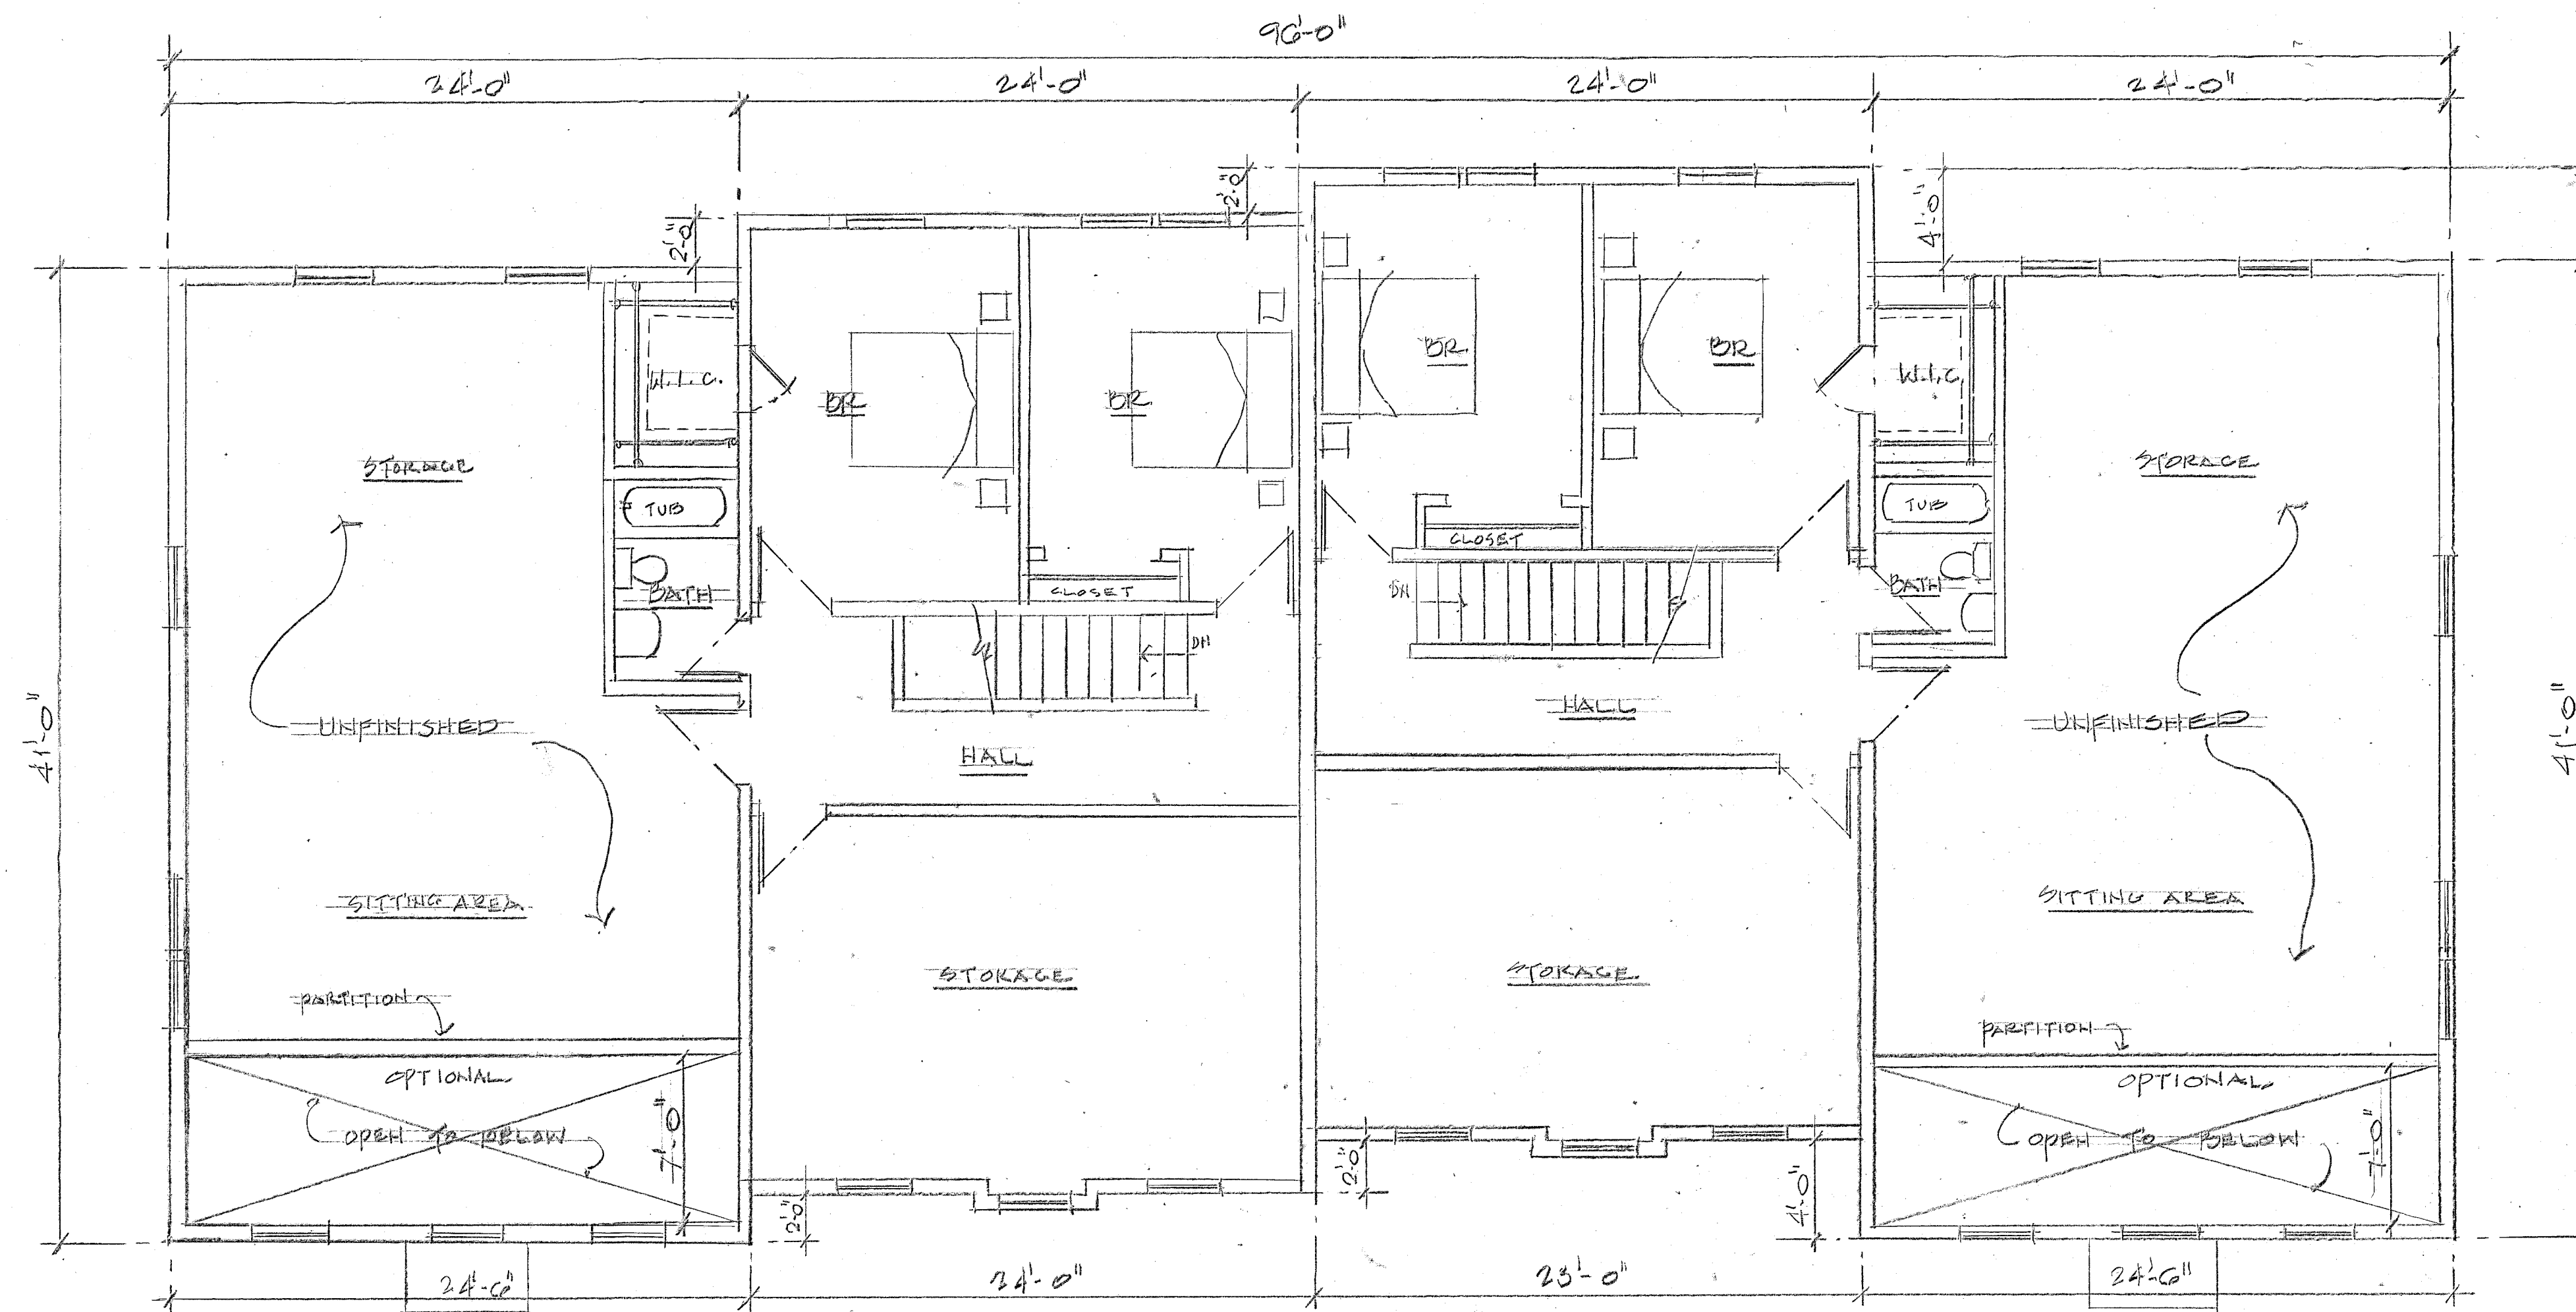 96'-0"
24'-0"
24'-0"
24'-0"
24'-0"
2'-0"
2'-0"
4'-0"
BR
BR
W.I.C.
BR
BR
W.I.C.
STORAGE
STORAGE
TUB
TUB
CLOSET
BATH
CLOSET
DN
DN
BATH
41'-0"
UNFINISHED
HALL
HALL
UNFINISHED
41'-0"
SITTING AREA
STORAGE
STORAGE
SITTING AREA
PARTITION
PARTITION
OPTIONAL
OPTIONAL
OPEN TO BELOW
7'-0"
OPEN TO BELOW
7'-0"
2'-0"
2'-0"
4'-0"
24'-6"
24'-0"
23'-0"
24'-6"